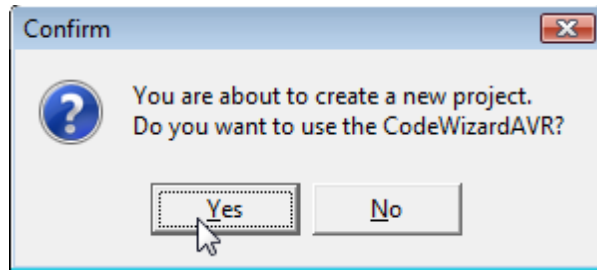 Confirm
You are about to create a new project.
Do you want to use the CodeWizardAVR?
Yes No